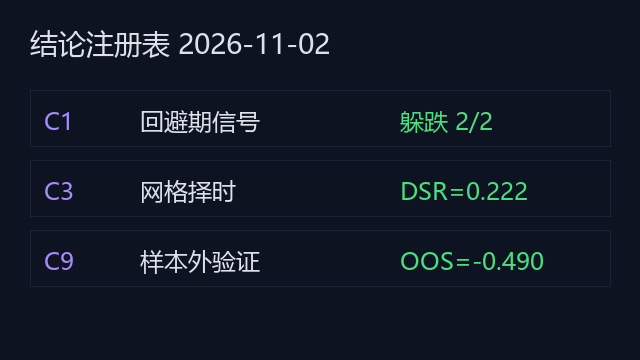 结论注册表 2026-11-02
C1 回避期信号 躲跌 2/2
C3 网格择时 DSR=0.222
C9 样本外验证 OOS=-0.490